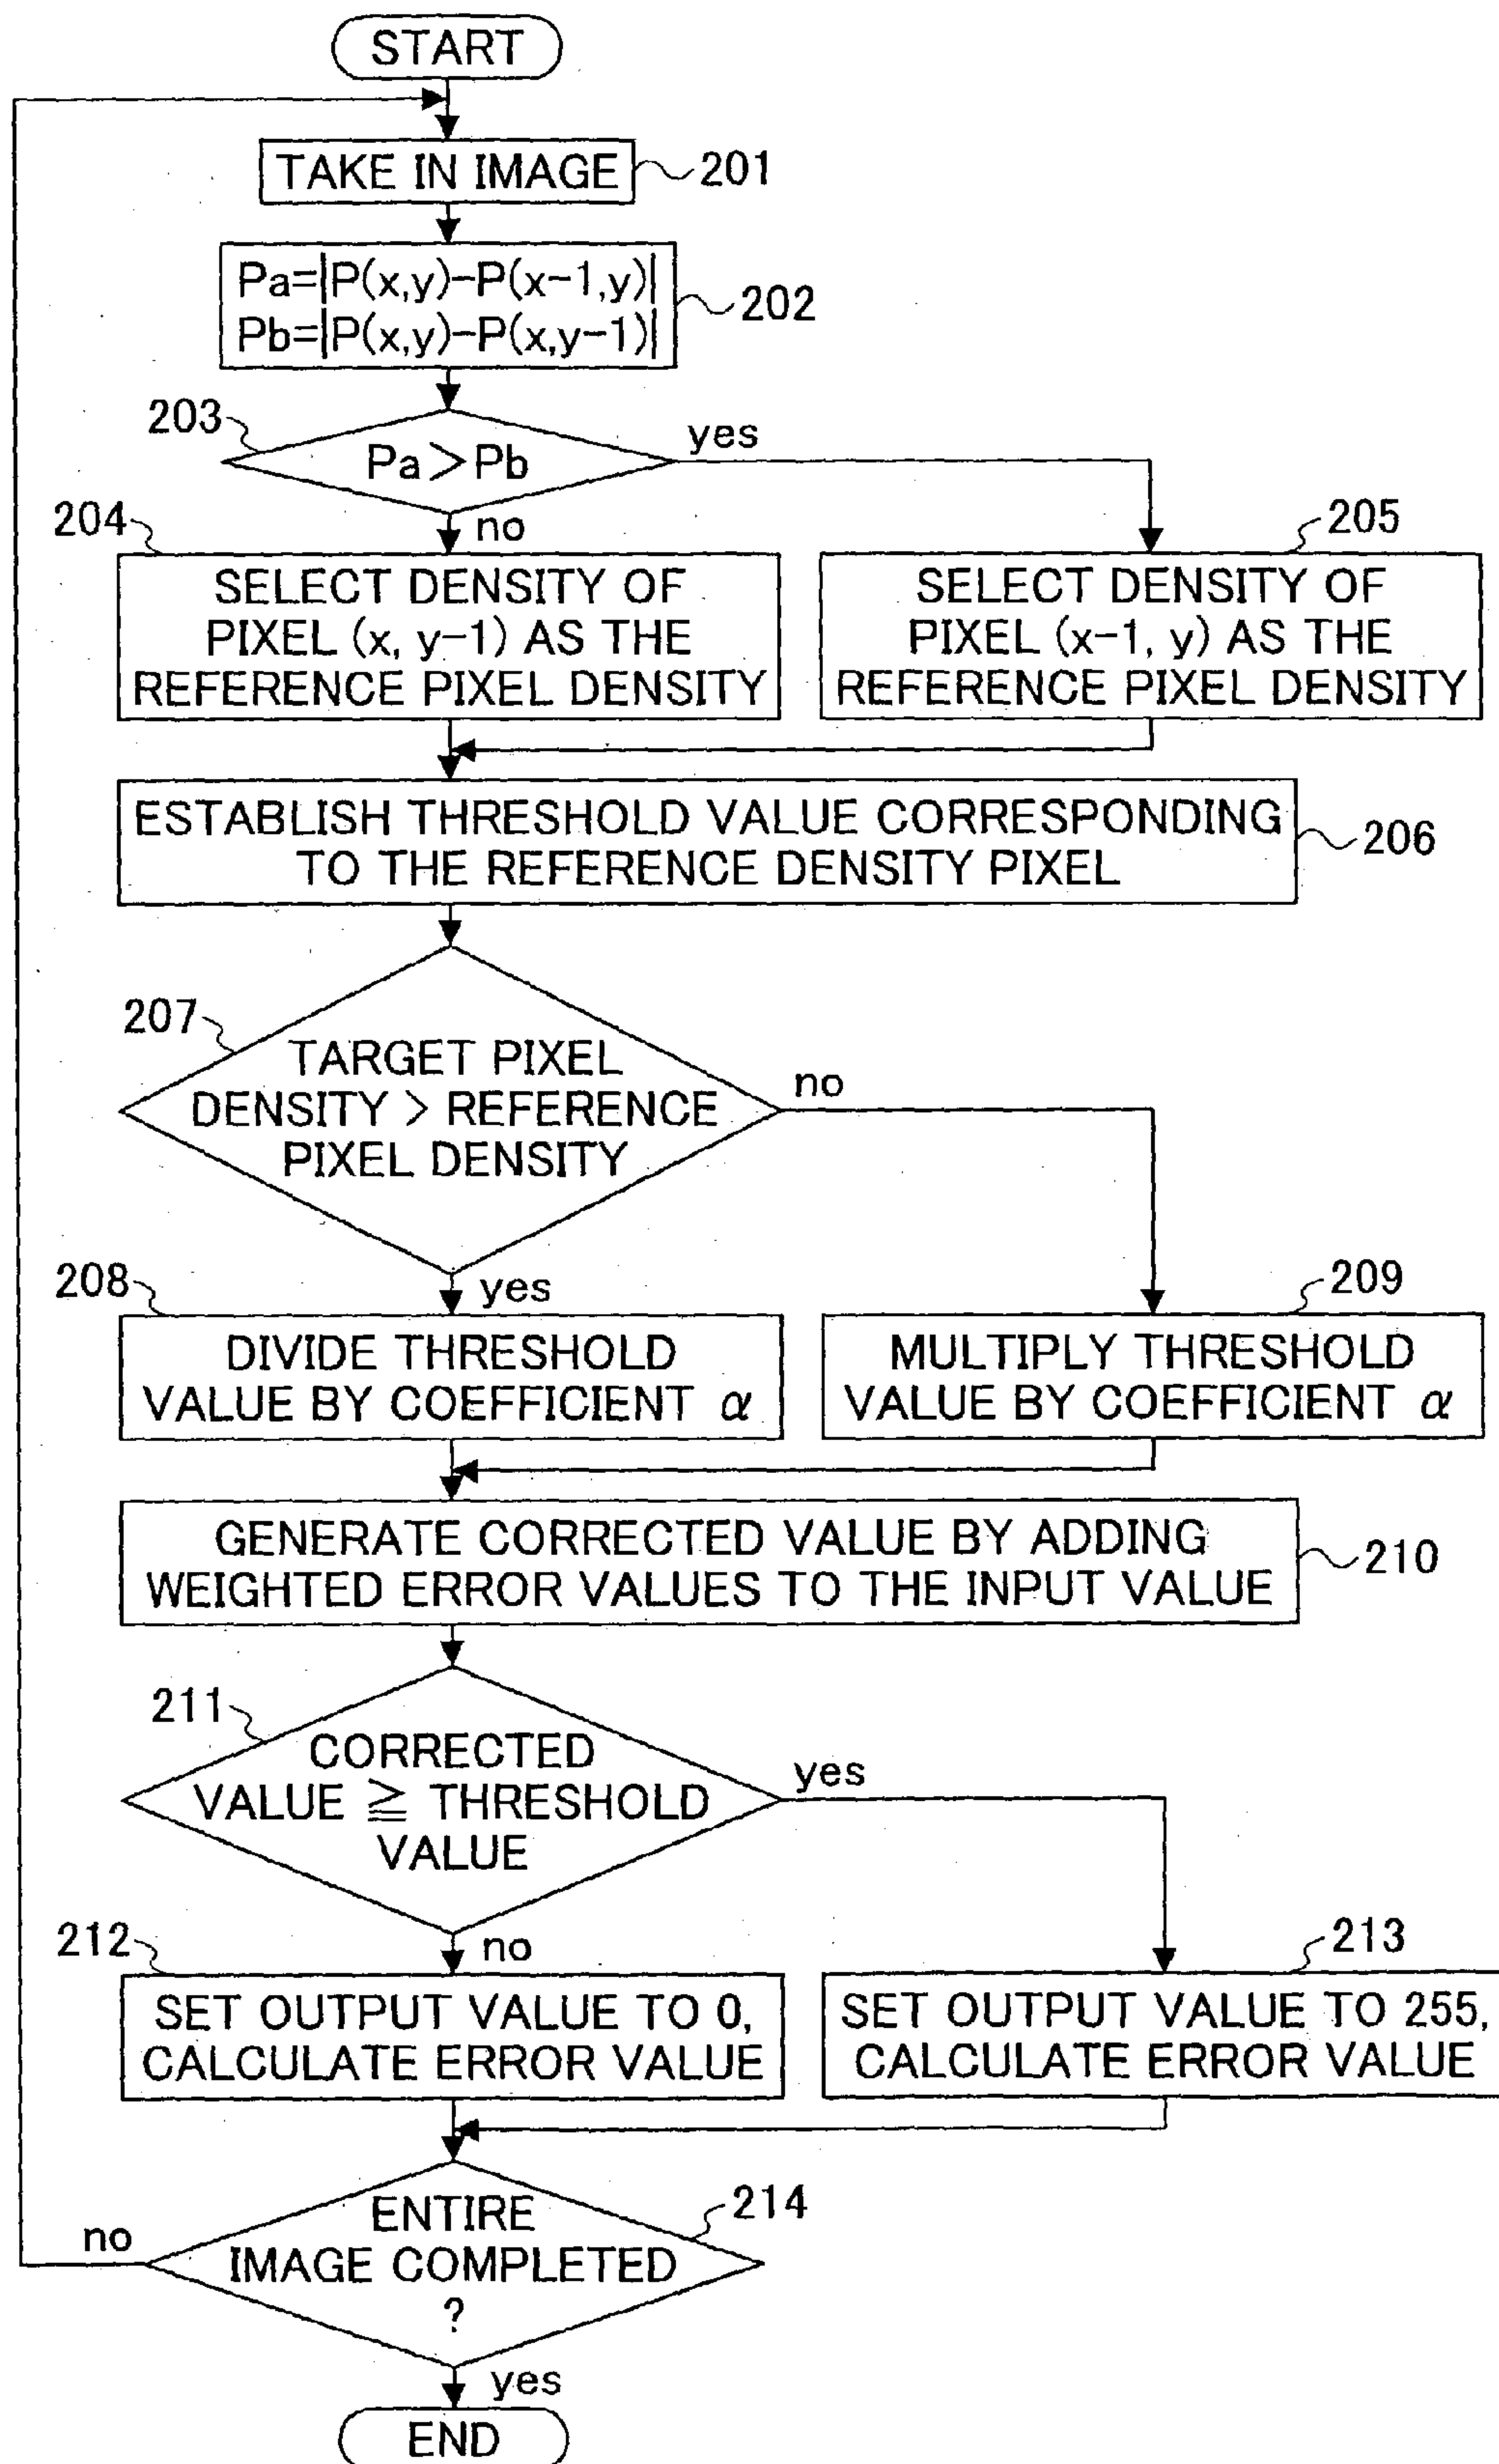 START
TAKE IN IMAGE
201
Pa=|P(x,y)-P(x-1,y)|
Pb=|P(x,y)-P(x,y-1)|
202
203
Pa>Pb
yes
no
204
SELECT DENSITY OF
PIXEL (x, y-1) AS THE
REFERENCE PIXEL DENSITY
205
SELECT DENSITY OF
PIXEL (x-1, y) AS THE
REFERENCE PIXEL DENSITY
ESTABLISH THRESHOLD VALUE CORRESPONDING
TO THE REFERENCE DENSITY PIXEL
206
207
TARGET PIXEL
DENSITY > REFERENCE
PIXEL DENSITY
no
yes
208
DIVIDE THRESHOLD
VALUE BY COEFFICIENT α
209
MULTIPLY THRESHOLD
VALUE BY COEFFICIENT α
GENERATE CORRECTED VALUE BY ADDING
WEIGHTED ERROR VALUES TO THE INPUT VALUE
210
211
CORRECTED
VALUE ≧ THRESHOLD
VALUE
yes
no
212
SET OUTPUT VALUE TO 0,
CALCULATE ERROR VALUE
213
SET OUTPUT VALUE TO 255,
CALCULATE ERROR VALUE
214
ENTIRE
IMAGE COMPLETED
?
no
yes
END